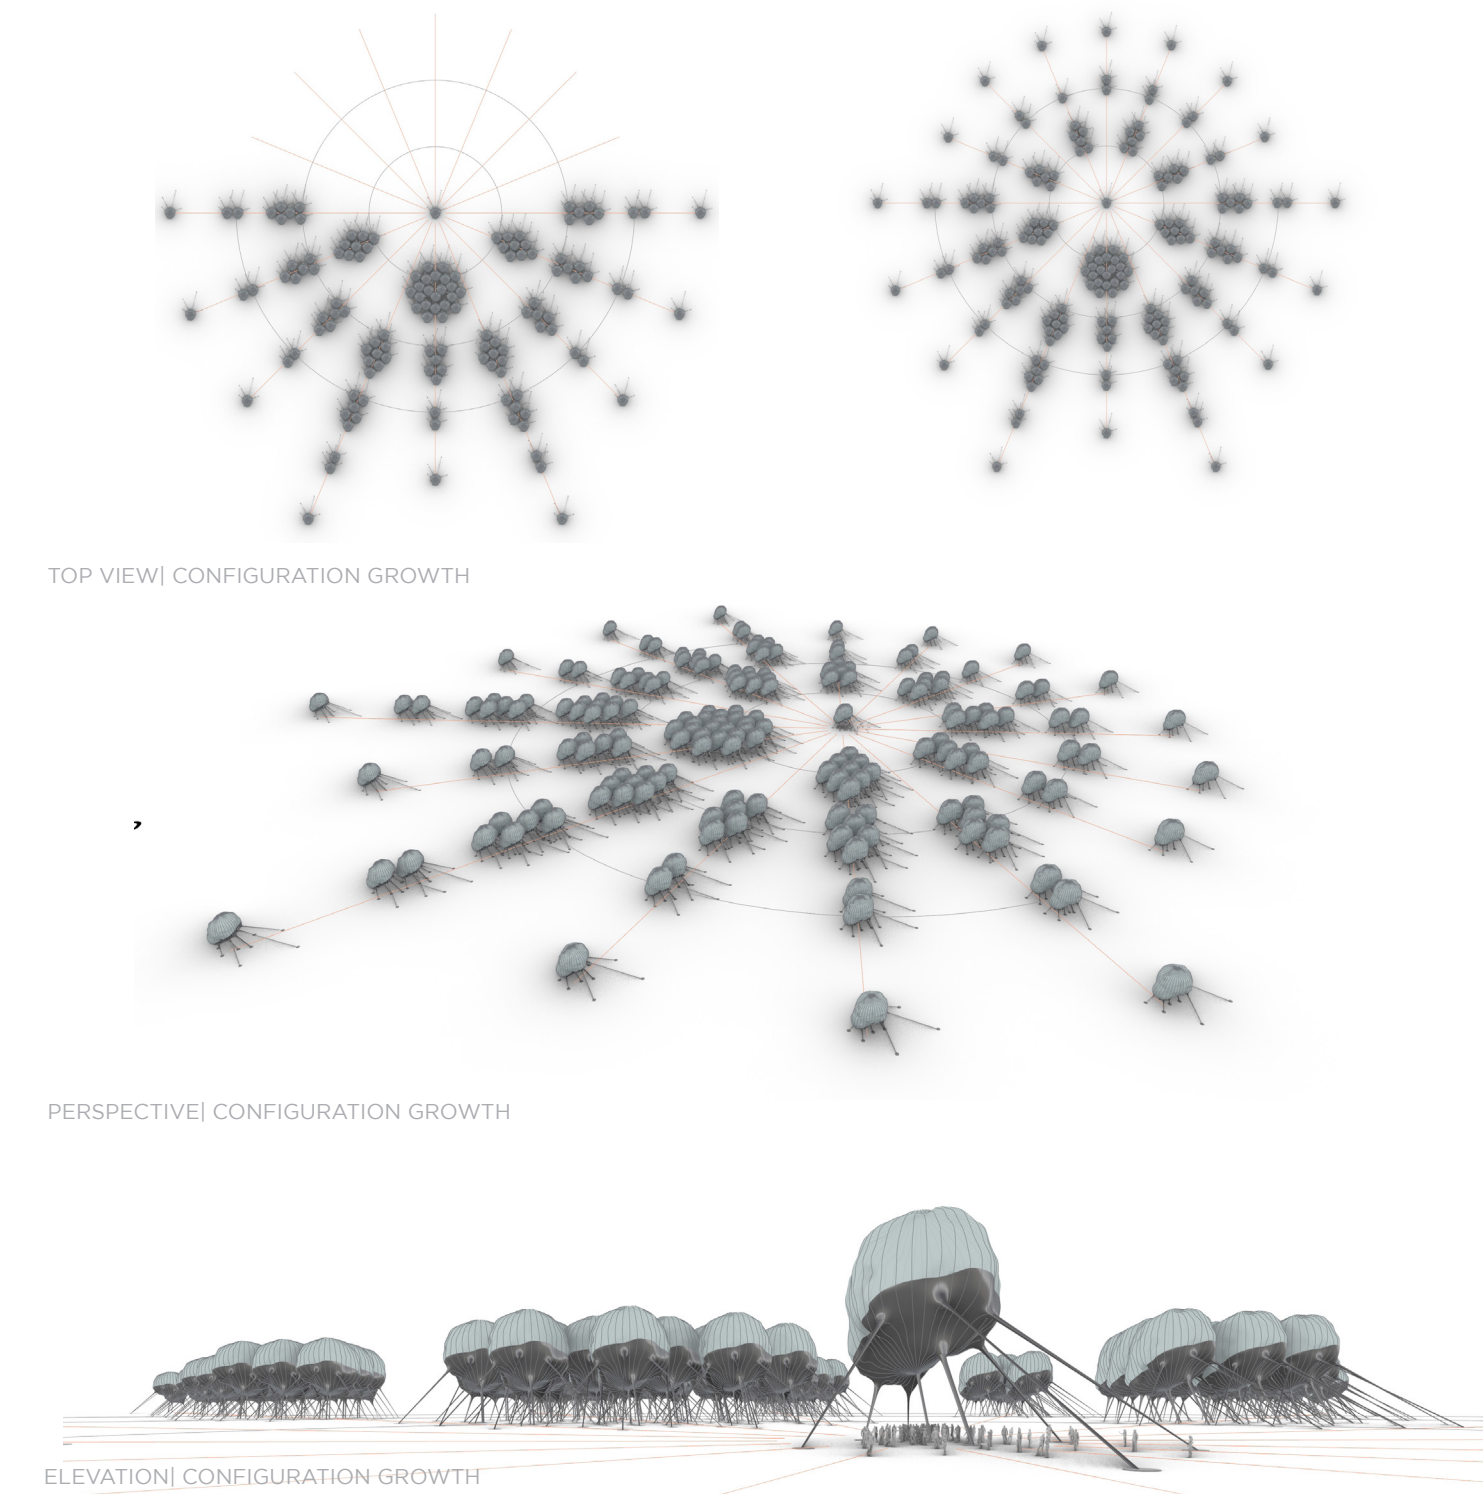 TOP VIEW| CONFIGURATION GROWTH
,
PERSPECTIVE| CONFIGURATION GROWTH
ELEVATION| CONFIGURATION GROWTH